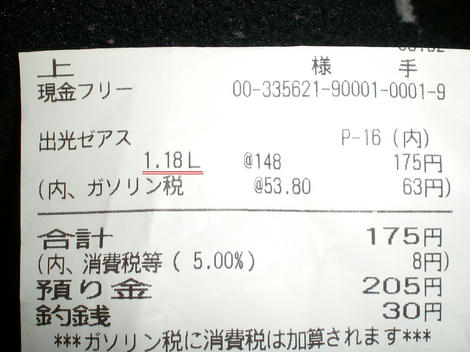 上 様 手
現金フリー 00-335621-90001-0001-9
出光ゼアス P-16 (内)
1.18L @148 175円
(内、ガソリン税 @53.80 63円)
合計 175円
(内、消費税等 ( 5.00%) 8円)
預り金 205円
釣銭 30円
***ガソリン税に消費税は加算されます***